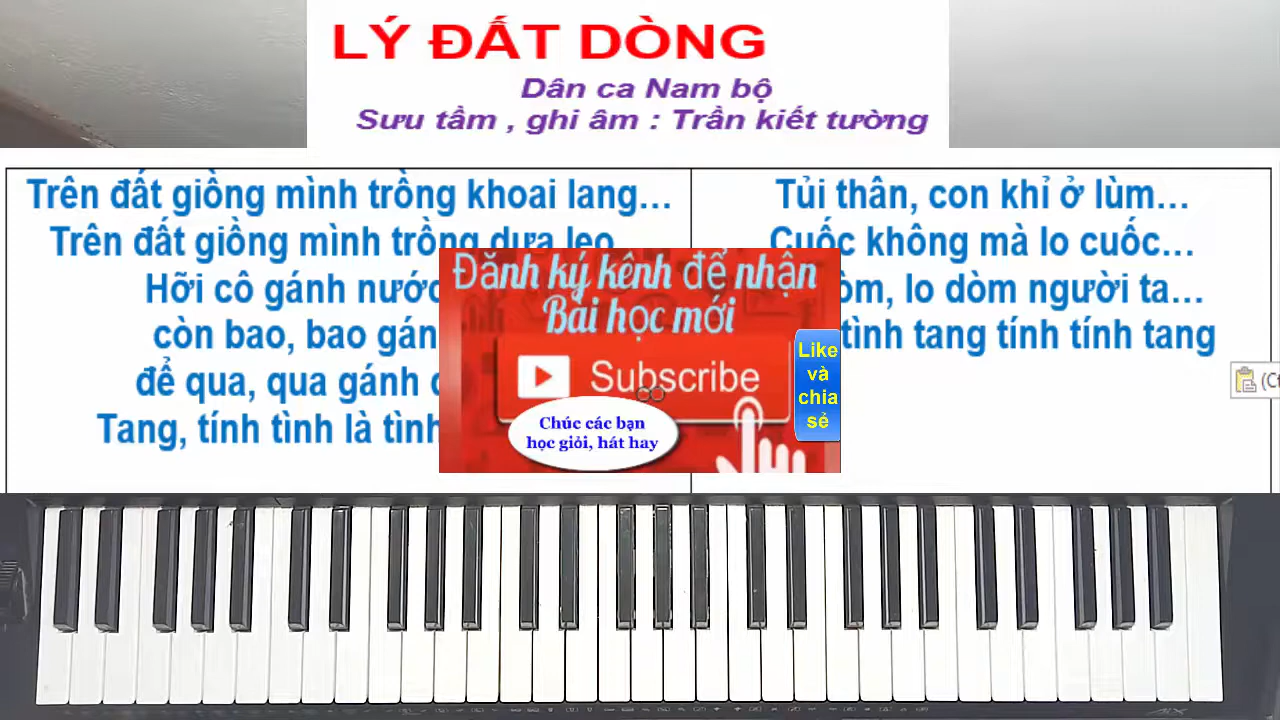 LÝ ĐẤT DÒNG
Dân ca Nam bộ
Sưu tầm , ghi âm : Trần kiết tường
Trên đất giồng mình trồng khoai lang...
Trên đất giồng mình trồng dưa leo
Hỡi cô gánh nước
còn bao, bao
để qua, qua gánh
Tang, tính tình là tình
Tủi thân, con khỉ ở lùm...
Cuốc không mà lo cuốc...
lo dòm người ta...
tình tang tính tính tang
Đănh ký kênh để nhận
Bài học mới
Subscribe
Chúc các bạn
học giỏi, hát hay
Like
và
chia
sẻ